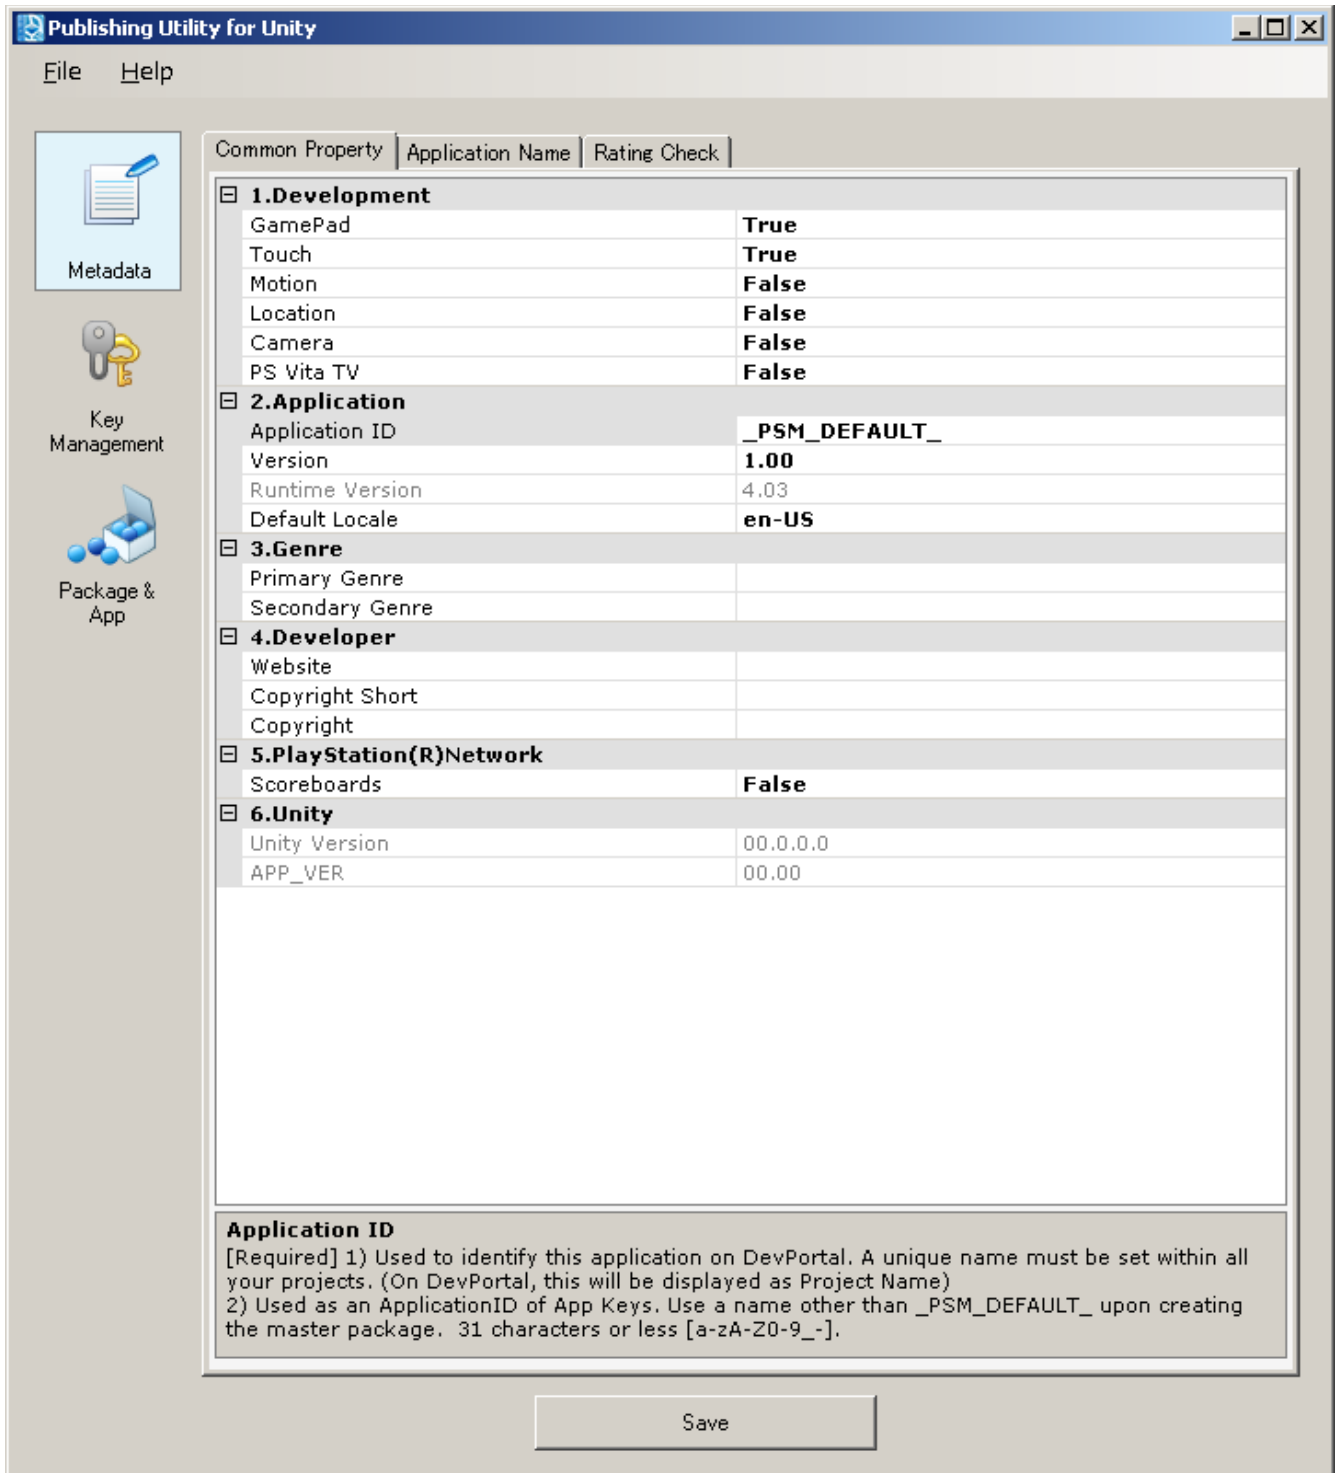 Publishing Utility for Unity
File Help
Common Property Application Name Rating Check
Metadata
Key
Management
Package &
App
1.Development
GamePad True
Touch True
Motion False
Location False
Camera False
PS Vita TV False
2.Application
Application ID _PSM_DEFAULT_
Version 1.00
Runtime Version 4.03
Default Locale en-US
3.Genre
Primary Genre
Secondary Genre
4.Developer
Website
Copyright Short
Copyright
5.PlayStation(R)Network
Scoreboards False
6.Unity
Unity Version 00.0.0.0
APP_VER 00.00
Application ID
[Required] 1) Used to identify this application on DevPortal. A unique name must be set within all
your projects. (On DevPortal, this will be displayed as Project Name)
2) Used as an ApplicationID of App Keys. Use a name other than _PSM_DEFAULT_ upon creating
the master package.  31 characters or less [a-zA-Z0-9_-].
Save